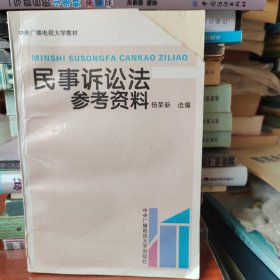 中央广播电视大学教材
MINSHI SUSONGFA CANKAO ZILIAO
民事诉讼法
参考资料
杨荣新 选编
中央广播电视大学出版社